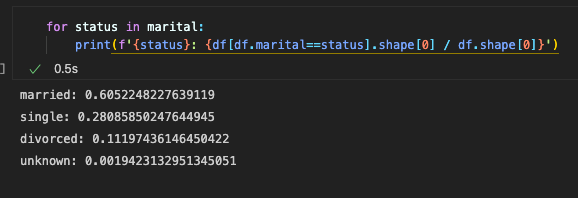 for status in marital:
    print(f'{status}: {df[df.marital==status].shape[0] / df.shape[0]}')
]
✓ 0.5s
married: 0.6052248227639119
single: 0.28085850247644945
divorced: 0.11197436146450422
unknown: 0.0019423132951345051